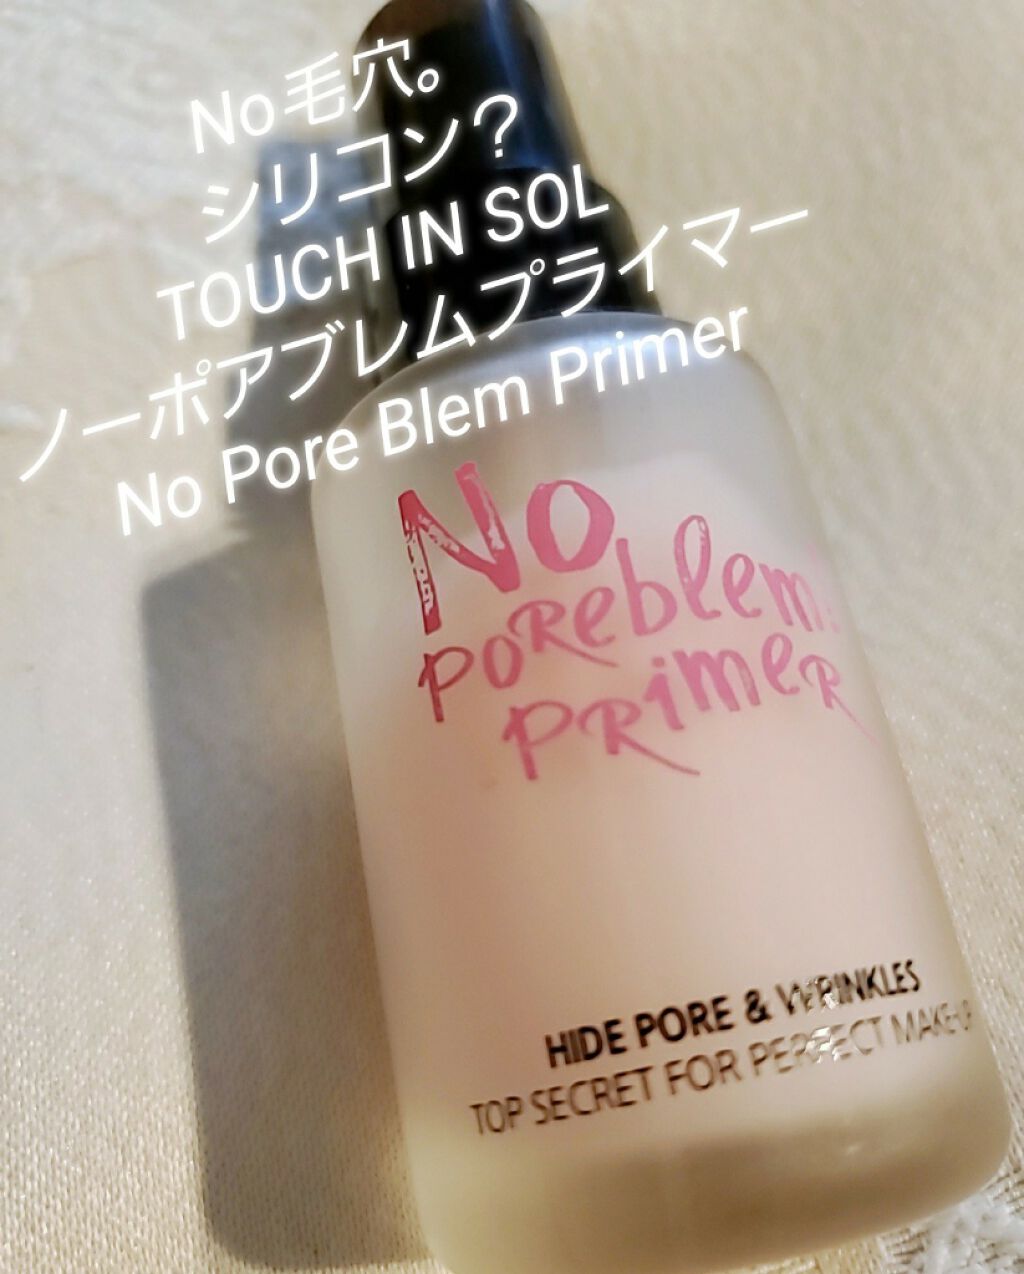 No毛穴。
シリコン？
TOUCH IN SOL
ノーポアブレムプライマー
No Pore Blem Primer
No
poreblem!
primer
HIDE PORE & WRINKLES
TOP SECRET FOR PERFECT MAKE-UP